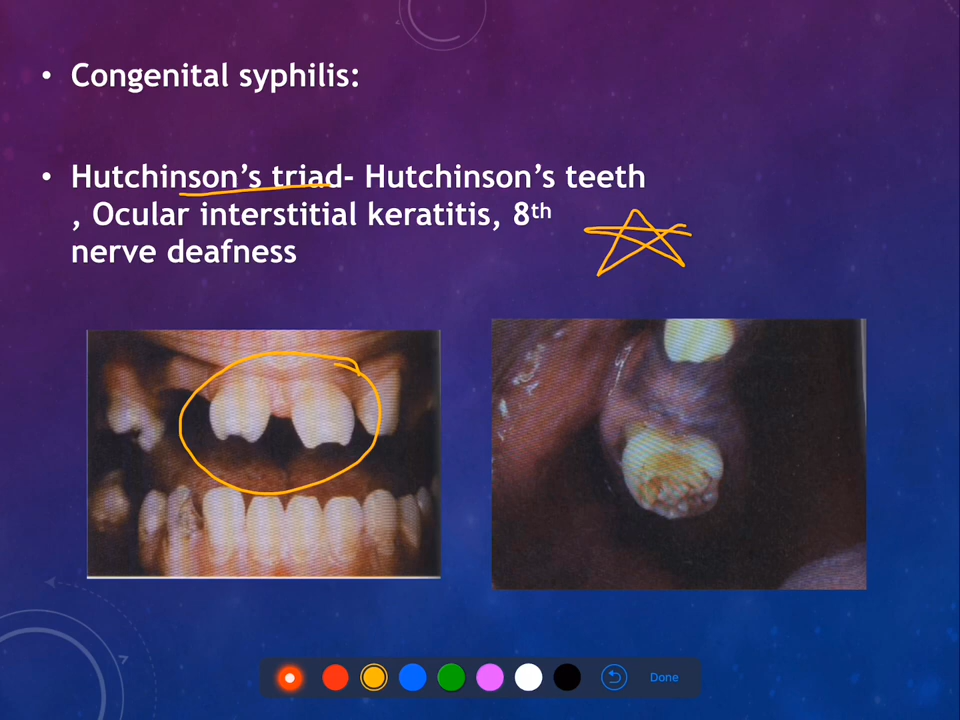 • Congenital syphilis:
• Hutchinson’s triad- Hutchinson’s teeth
, Ocular interstitial keratitis, 8th
nerve deafness
Done